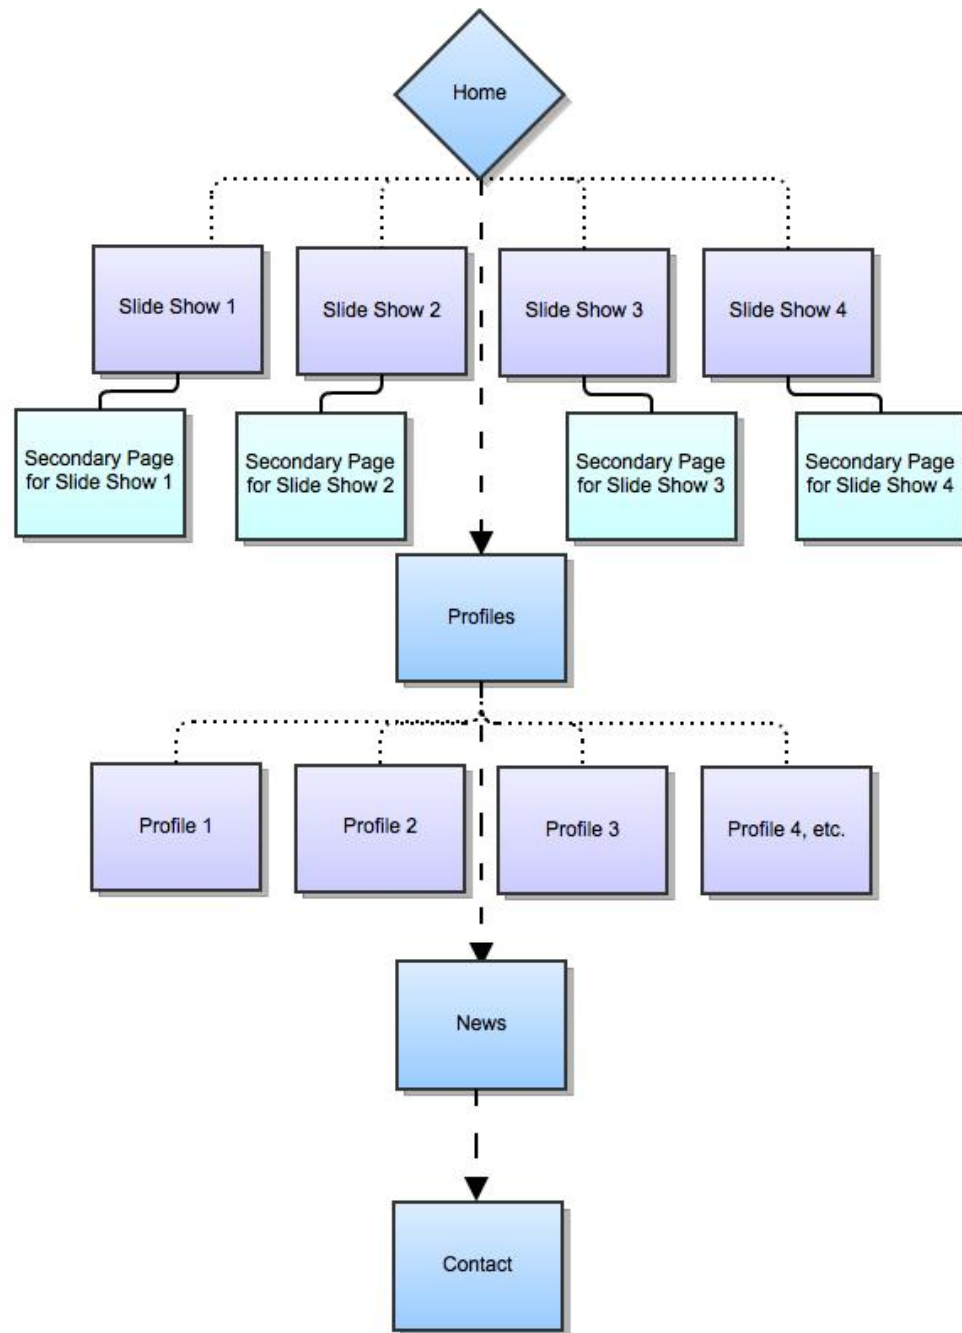 Home
Slide Show 1
Slide Show 2
Slide Show 3
Slide Show 4
Secondary Page
for Slide Show 1
Secondary Page
for Slide Show 2
Secondary Page
for Slide Show 3
Secondary Page
for Slide Show 4
Profiles
Profile 1
Profile 2
Profile 3
Profile 4, etc.
News
Contact